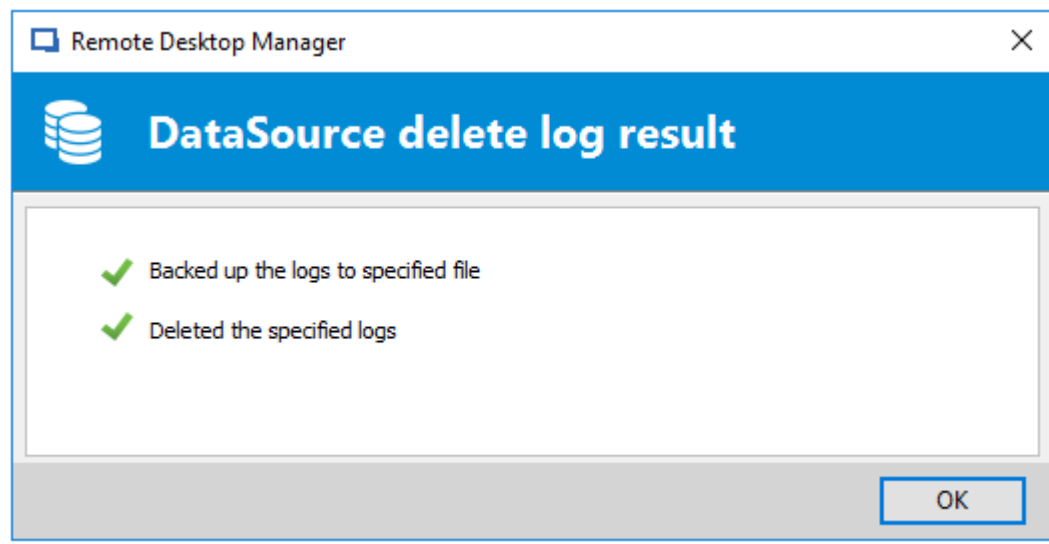 Remote Desktop Manager
DataSource delete log result
Backed up the logs to specified file
Deleted the specified logs
OK